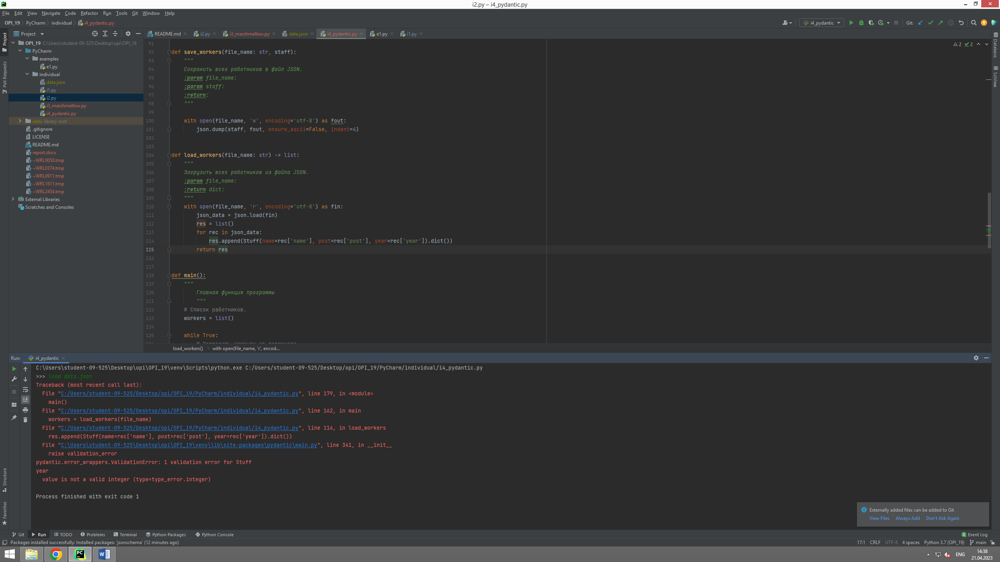 i2.py – i4_pydantic.py
File Edit View Navigate Code Refactor Run Tools Git Window Help
OPI_19 PyCharm individual i4_pydantic.py
i4_pydantic
Git:
Project
README.md i2.py i3_marshmellow.py data.json i4_pydantic.py e1.py i1.py
OPI_19 C:\Users\student-09-525\Desktop\opi\OPI_19
PyCharm
examples
e1.py
individual
data.json
i1.py
i2.py
i3_marshmellow.py
i4_pydantic.py
venv library root
.gitignore
LICENSE
README.md
report.docx
~WRL0050.tmp
~WRL0374.tmp
~WRL0911.tmp
~WRL1611.tmp
~WRL2454.tmp
External Libraries
Scratches and Consoles
Project
Pull Requests
Structure
Favorites
Database
SciView
2 2
91
92 def save_workers(file_name: str, staff):
93 """
94 Сохранить всех работников в файл JSON.
95 :param file_name:
96 :param staff:
97 :return:
98 """
99
100 with open(file_name, 'w', encoding='utf-8') as fout:
101 json.dump(staff, fout, ensure_ascii=False, indent=4)
102
103
104 def load_workers(file_name: str) -> list:
105 """
106 Загрузить всех работников из файла JSON.
107 :param file_name:
108 :return dict:
109 """
110 with open(file_name, 'r', encoding='utf-8') as fin:
111 json_data = json.load(fin)
112 res = list()
113 for rec in json_data:
114 res.append(Stuff(name=rec['name'], post=rec['post'], year=rec['year']).dict())
115 return res
116
117
118 def main():
119 """
120 Главная функция программы
121 """
122 # Список работников.
123 workers = list()
124
125 while True:
load_workers() with open(file_name, 'r', encod...
Run: i4_pydantic
C:\Users\student-09-525\Desktop\opi\OPI_19\venv\Scripts\python.exe C:/Users/student-09-525/Desktop/opi/OPI_19/PyCharm/individual/i4_pydantic.py
>>> load data.json
Traceback (most recent call last):
File "C:/Users/student-09-525/Desktop/opi/OPI_19/PyCharm/individual/i4_pydantic.py", line 179, in <module>
main()
File "C:/Users/student-09-525/Desktop/opi/OPI_19/PyCharm/individual/i4_pydantic.py", line 162, in main
workers = load_workers(file_name)
File "C:/Users/student-09-525/Desktop/opi/OPI_19/PyCharm/individual/i4_pydantic.py", line 114, in load_workers
res.append(Stuff(name=rec['name'], post=rec['post'], year=rec['year']).dict())
File "C:\Users\student-09-525\Desktop\opi\OPI_19\venv\lib\site-packages\pydantic\main.py", line 341, in __init__
raise validation_error
pydantic.error_wrappers.ValidationError: 1 validation error for Stuff
year
value is not a valid integer (type=type_error.integer)
Process finished with exit code 1
Externally added files can be added to Git
View Files Always Add Don't Ask Again
Git Run TODO Problems Terminal Python Packages Python Console
2 Event Log
Packages installed successfully: Installed packages: 'jsonschema' (12 minutes ago)
17:1 CRLF UTF-8 4 spaces Python 3.7 (OPI_19) main
ENG
14:38
21.04.2023